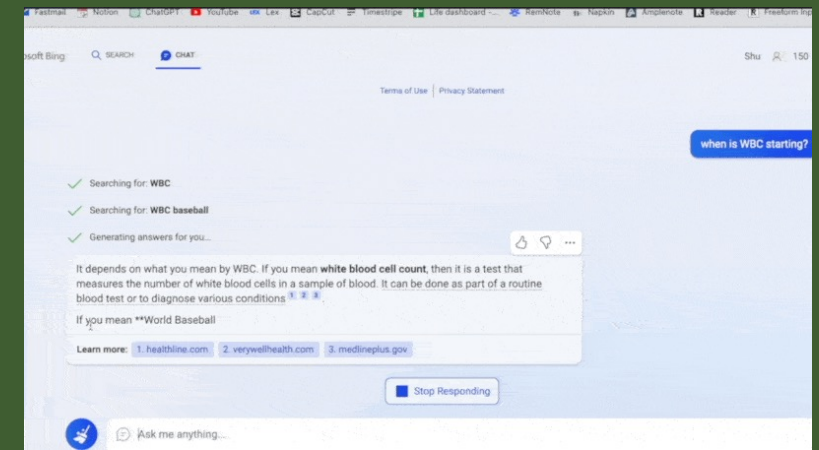 Fastmail Notion ChatGPT YouTube Lex CapCut Timestripe Life dashboard -... RemNote Napkin Amplenote Reader Freeform Inp
osoft Bing SEARCH CHAT Shu 150
Terms of Use | Privacy Statement
when is WBC starting?
Searching for: WBC
Searching for: WBC baseball
Generating answers for you...
It depends on what you mean by WBC. If you mean white blood cell count, then it is a test that
measures the number of white blood cells in a sample of blood. It can be done as part of a routine
blood test or to diagnose various conditions 1 2 3
If you mean **World Baseball
Learn more: 1. healthline.com 2. verywellhealth.com 3. medlineplus.gov
Stop Responding
Ask me anything...